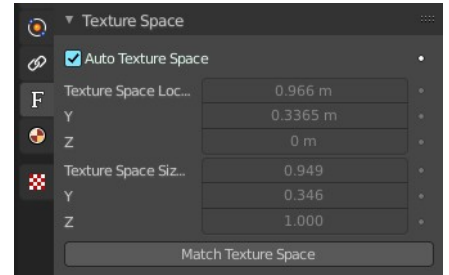 Texture Space
Auto Texture Space
F
Texture Space Loc... 0.966 m
Y 0.3365 m
Z 0 m
Texture Space Siz... 0.949
Y 0.346
Z 1.000
Match Texture Space